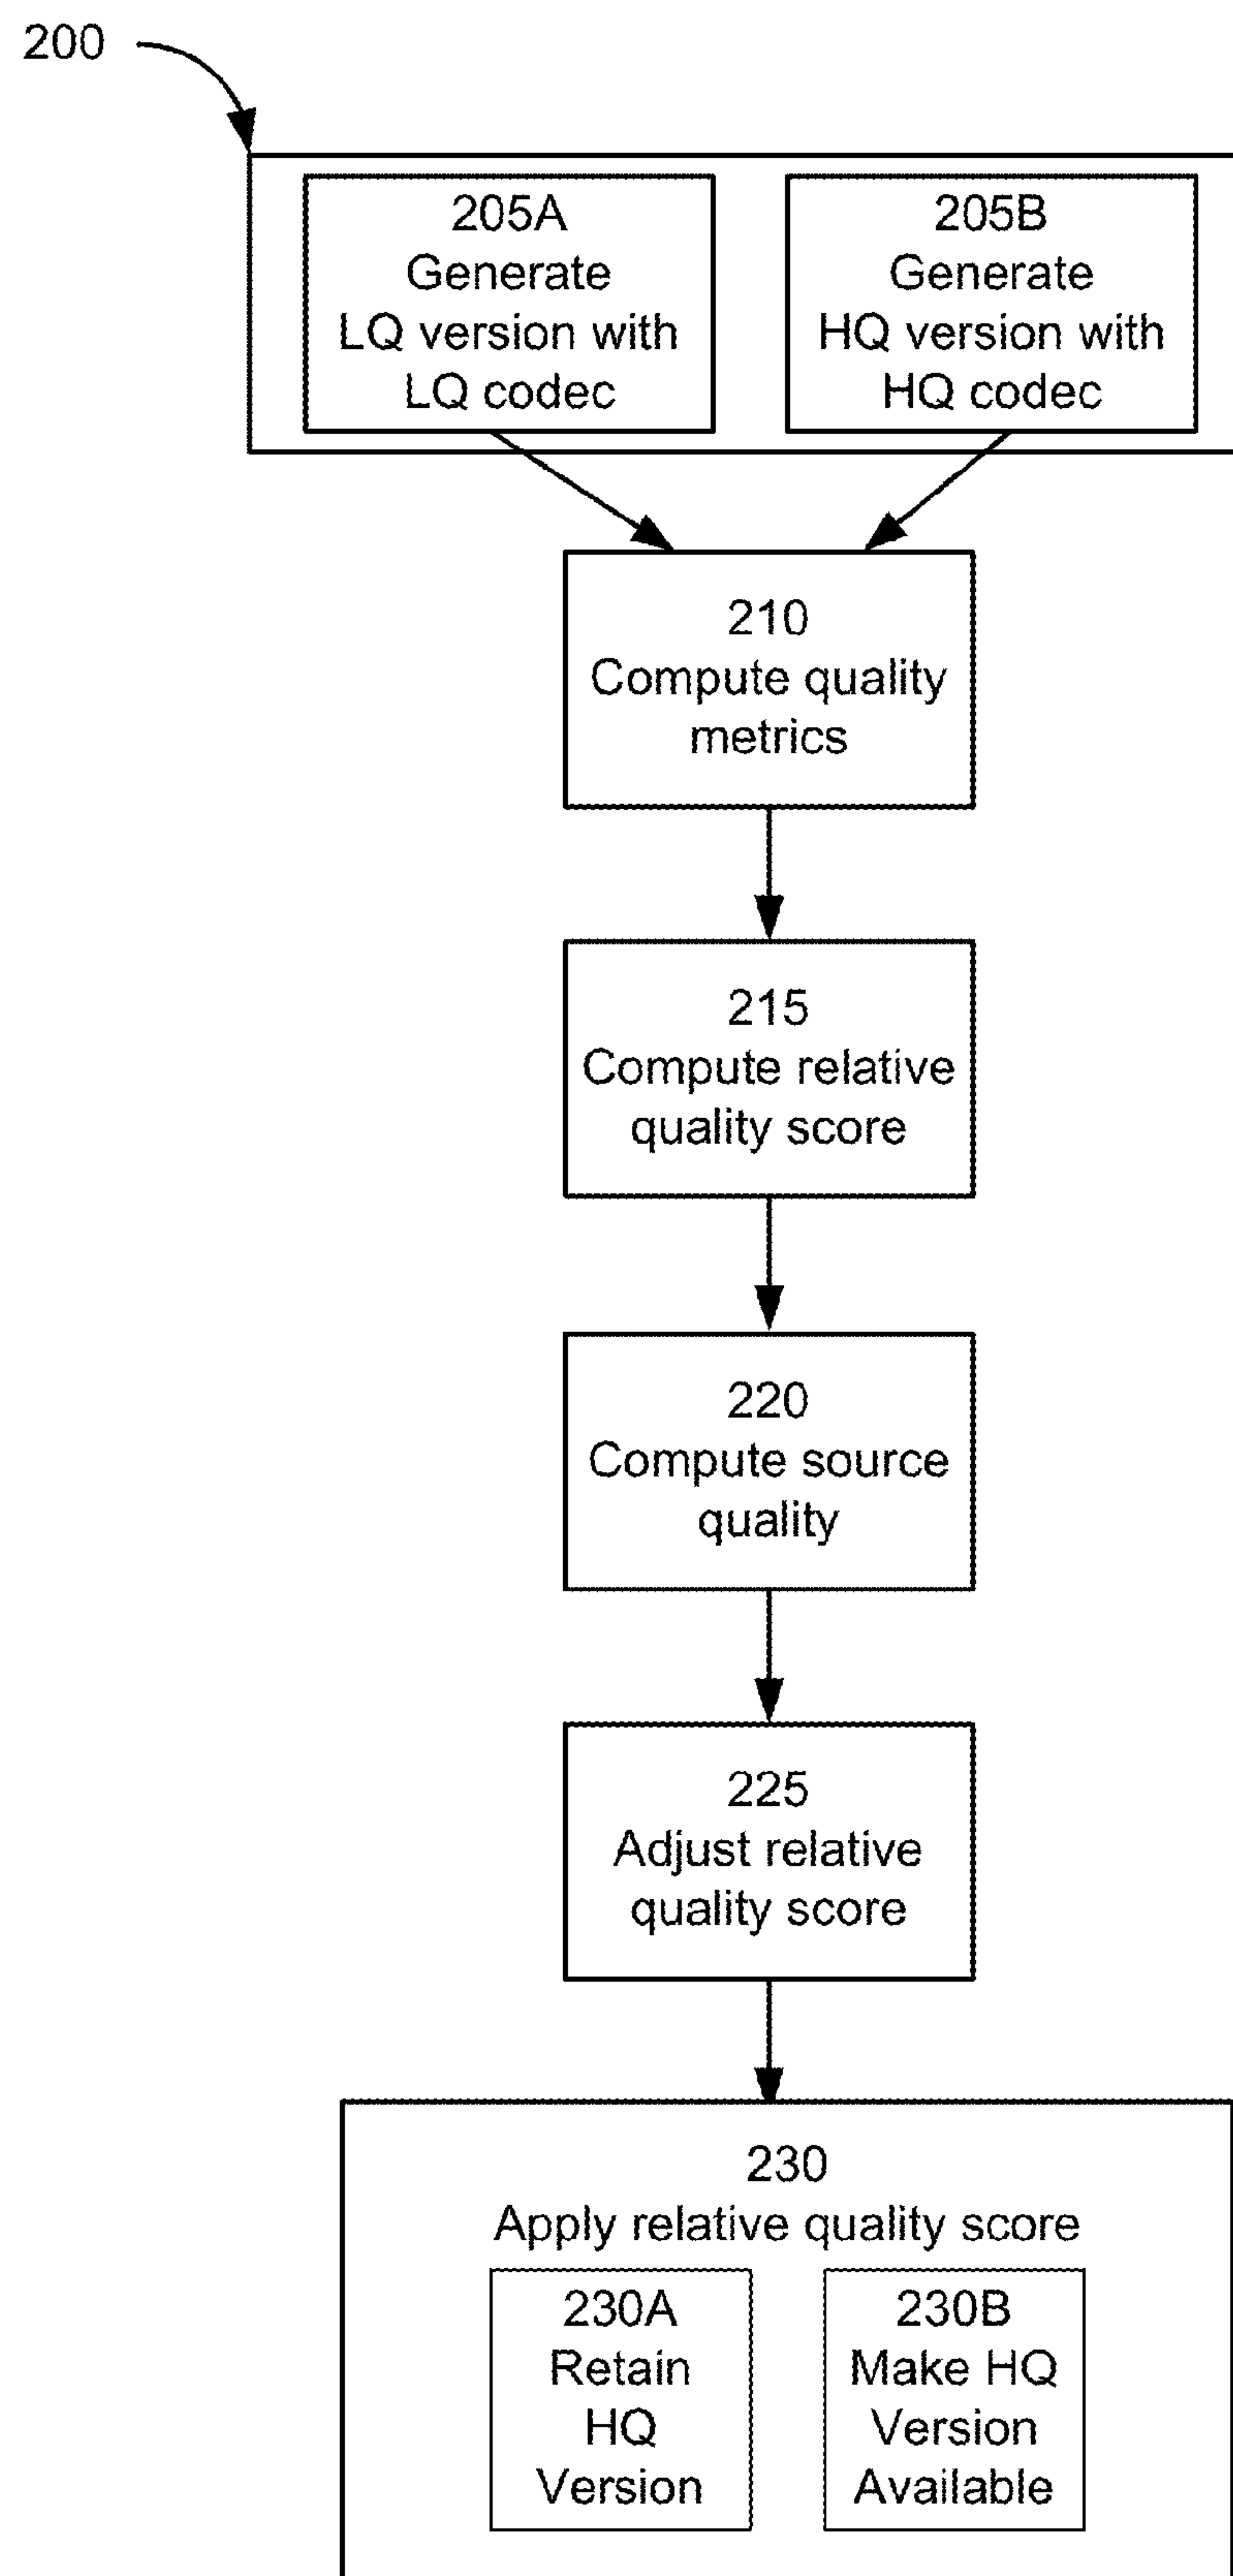 200
205A
Generate
LQ version with
LQ codec
205B
Generate
HQ version with
HQ codec
210
Compute quality
metrics
215
Compute relative
quality score
220
Compute source
quality
225
Adjust relative
quality score
230
Apply relative quality score
230A
Retain
HQ
Version
230B
Make HQ
Version
Available